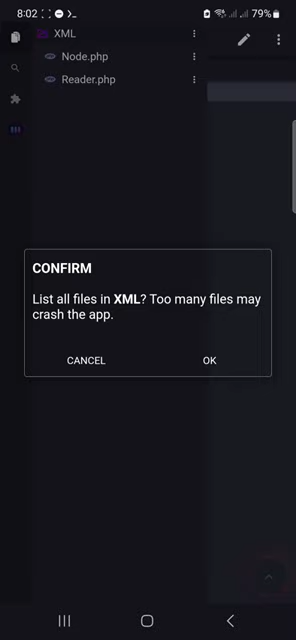 8:02
79%
XML
Node.php
Reader.php
CONFIRM
List all files in XML? Too many files may
crash the app.
CANCEL
OK